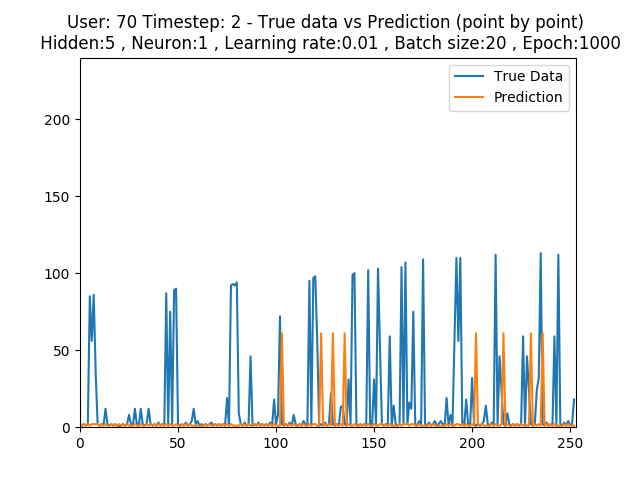 User: 70 Timestep: 2 - True data vs Prediction (point by point)
Hidden:5 , Neuron:1 , Learning rate:0.01 , Batch size:20 , Epoch:1000
True Data
Prediction
200
150
100
50
0
0 50 100 150 200 250